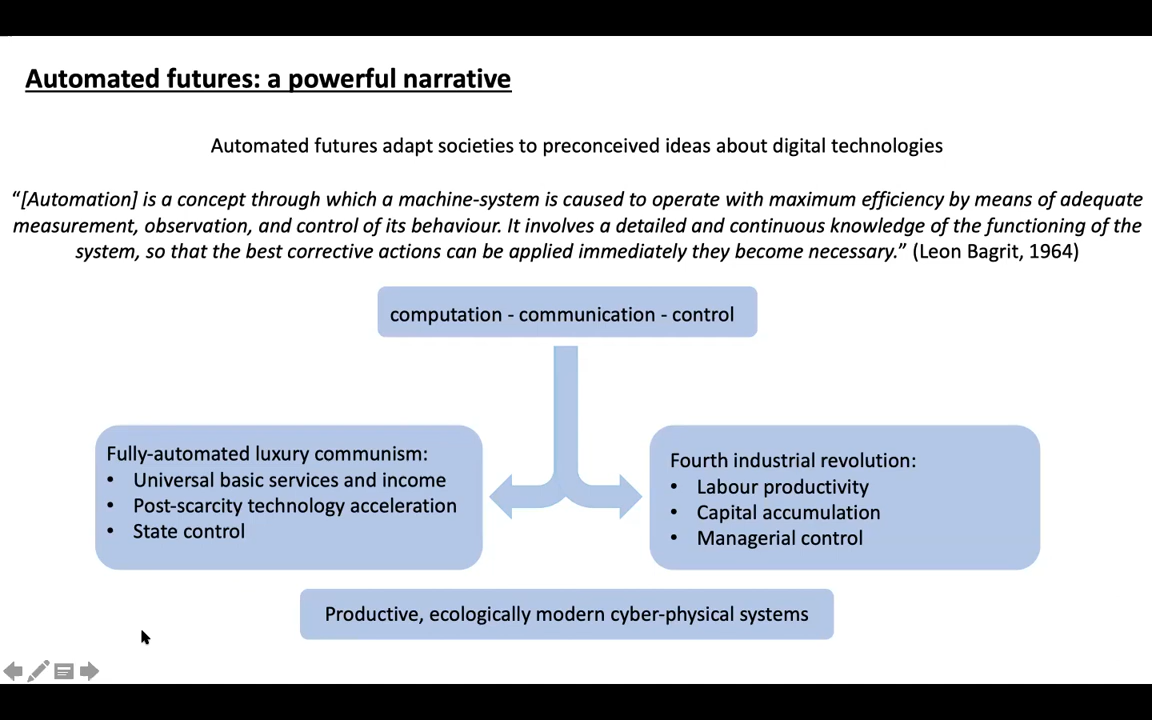 Automated futures: a powerful narrative
Automated futures adapt societies to preconceived ideas about digital technologies
“[Automation] is a concept through which a machine-system is caused to operate with maximum efficiency by means of adequate
measurement, observation, and control of its behaviour. It involves a detailed and continuous knowledge of the functioning of the
system, so that the best corrective actions can be applied immediately they become necessary.” (Leon Bagrit, 1964)
computation - communication - control
Fully-automated luxury communism:
• Universal basic services and income
• Post-scarcity technology acceleration
• State control
Fourth industrial revolution:
• Labour productivity
• Capital accumulation
• Managerial control
Productive, ecologically modern cyber-physical systems